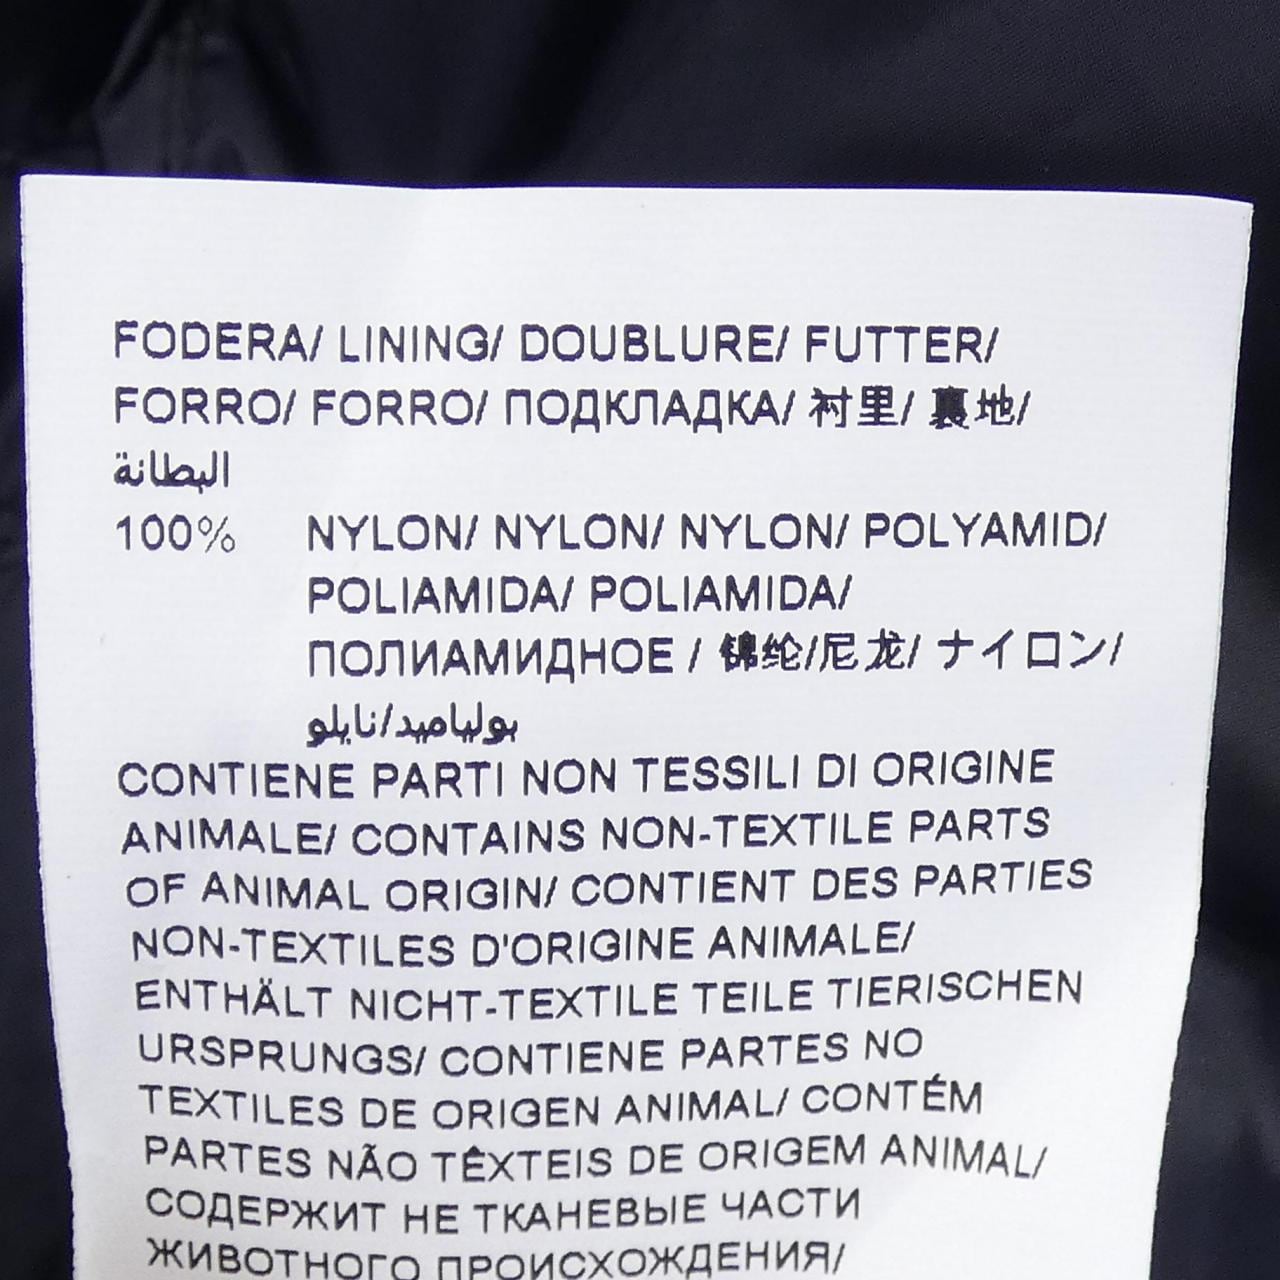 FODERA/ LINING/ DOUBLURE/ FUTTER/
FORRO/ FORRO/ ПОДКЛАДКА/ 衬里/ 裏地/
البطانة
100% NYLON/ NYLON/ NYLON/ POLYAMID/
POLIAMIDA/ POLIAMIDA/
ПОЛИАМИДНОЕ / 锦纶/尼龙/ ナイロン/
بولياميد/نايلو
CONTIENE PARTI NON TESSILI DI ORIGINE
ANIMALE/ CONTAINS NON-TEXTILE PARTS
OF ANIMAL ORIGIN/ CONTIENT DES PARTIES
NON-TEXTILES D'ORIGINE ANIMALE/
ENTHÄLT NICHT-TEXTILE TEILE TIERISCHEN
URSPRUNGS/ CONTIENE PARTES NO
TEXTILES DE ORIGEN ANIMAL/ CONTÉM
PARTES NÃO TÊXTEIS DE ORIGEM ANIMAL/
СОДЕРЖИТ НЕ ТКАНЕВЫЕ ЧАСТИ
ЖИВОТНОГО ПРОИСХОЖДЕНИЯ/